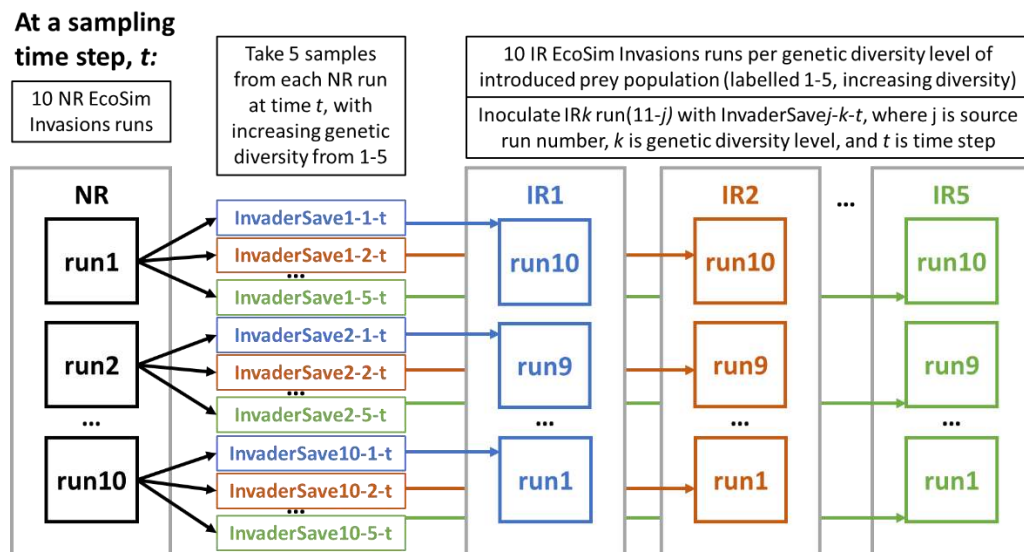 At a sampling
time step, t:
10 NR EcoSim
Invasions runs
Take 5 samples
from each NR run
at time t, with
increasing genetic
diversity from 1-5
10 IR EcoSim Invasions runs per genetic diversity level of
introduced prey population (labelled 1-5, increasing diversity)
Inoculate IRk run(11-j) with InvaderSavej-k-t, where j is source
run number, k is genetic diversity level, and t is time step
NR
IR1
IR2
...
IR5
run1
InvaderSave1-1-t
InvaderSave1-2-t
...
InvaderSave1-5-t
run10
run10
run10
run2
InvaderSave2-1-t
InvaderSave2-2-t
...
InvaderSave2-5-t
run9
run9
run9
...
...
...
...
run10
InvaderSave10-1-t
InvaderSave10-2-t
...
InvaderSave10-5-t
run1
run1
run1